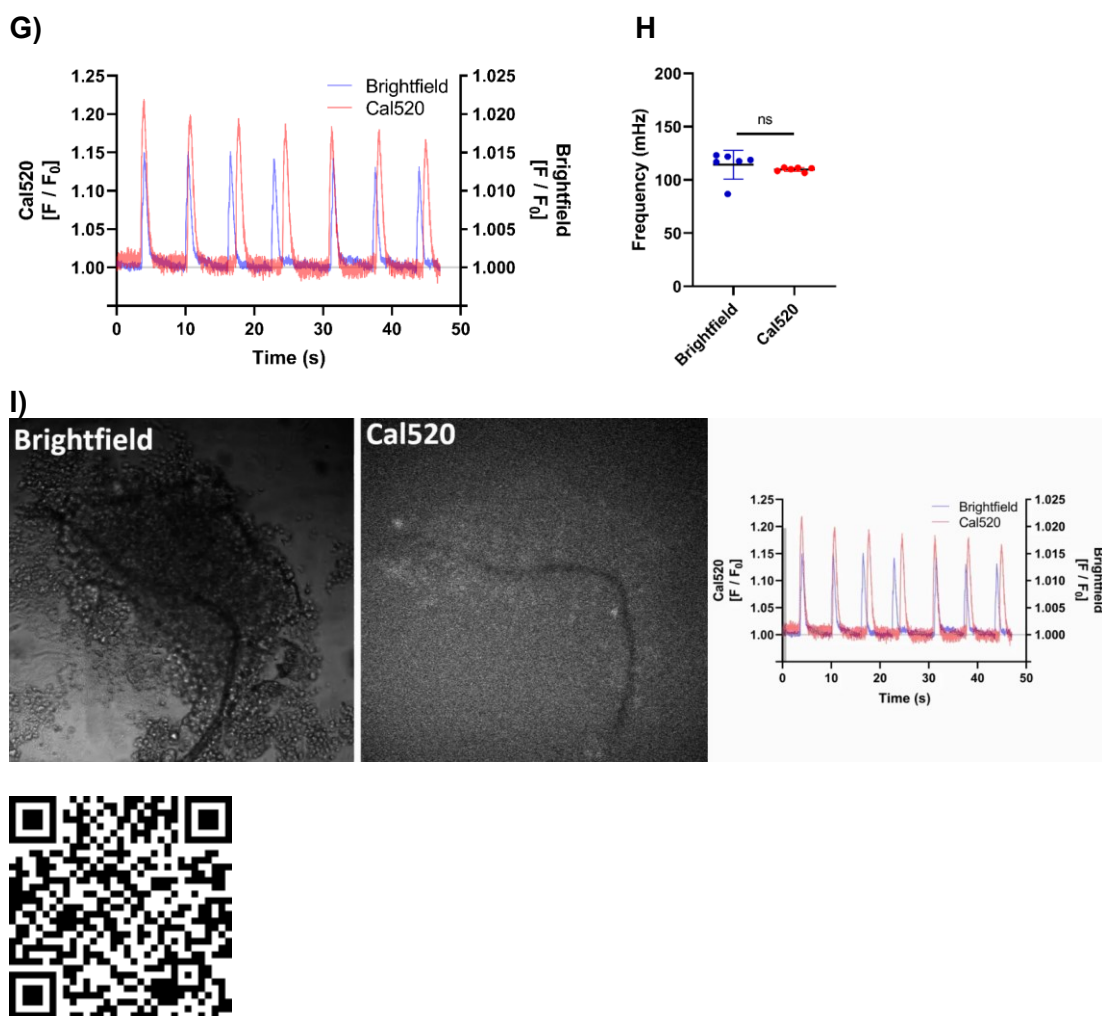 G)
1.25
1.20
1.15
1.10
1.05
1.00
Cal520
[F / F0]
Brightfield
Cal520
1.025
1.020
1.015
1.010
1.005
1.000
Brightfield
[F / F0]
0 10 20 30 40 50
Time (s)
H
200
150
100
50
0
Frequency (mHz)
ns
Brightfield
Cal520
I)
Brightfield
Cal520
1.25
1.20
1.15
1.10
1.05
1.00
Cal520
[F / F0]
Brightfield
Cal520
1.025
1.020
1.015
1.010
1.005
1.000
Brightfield
[F / F0]
0 10 20 30 40 50
Time (s)